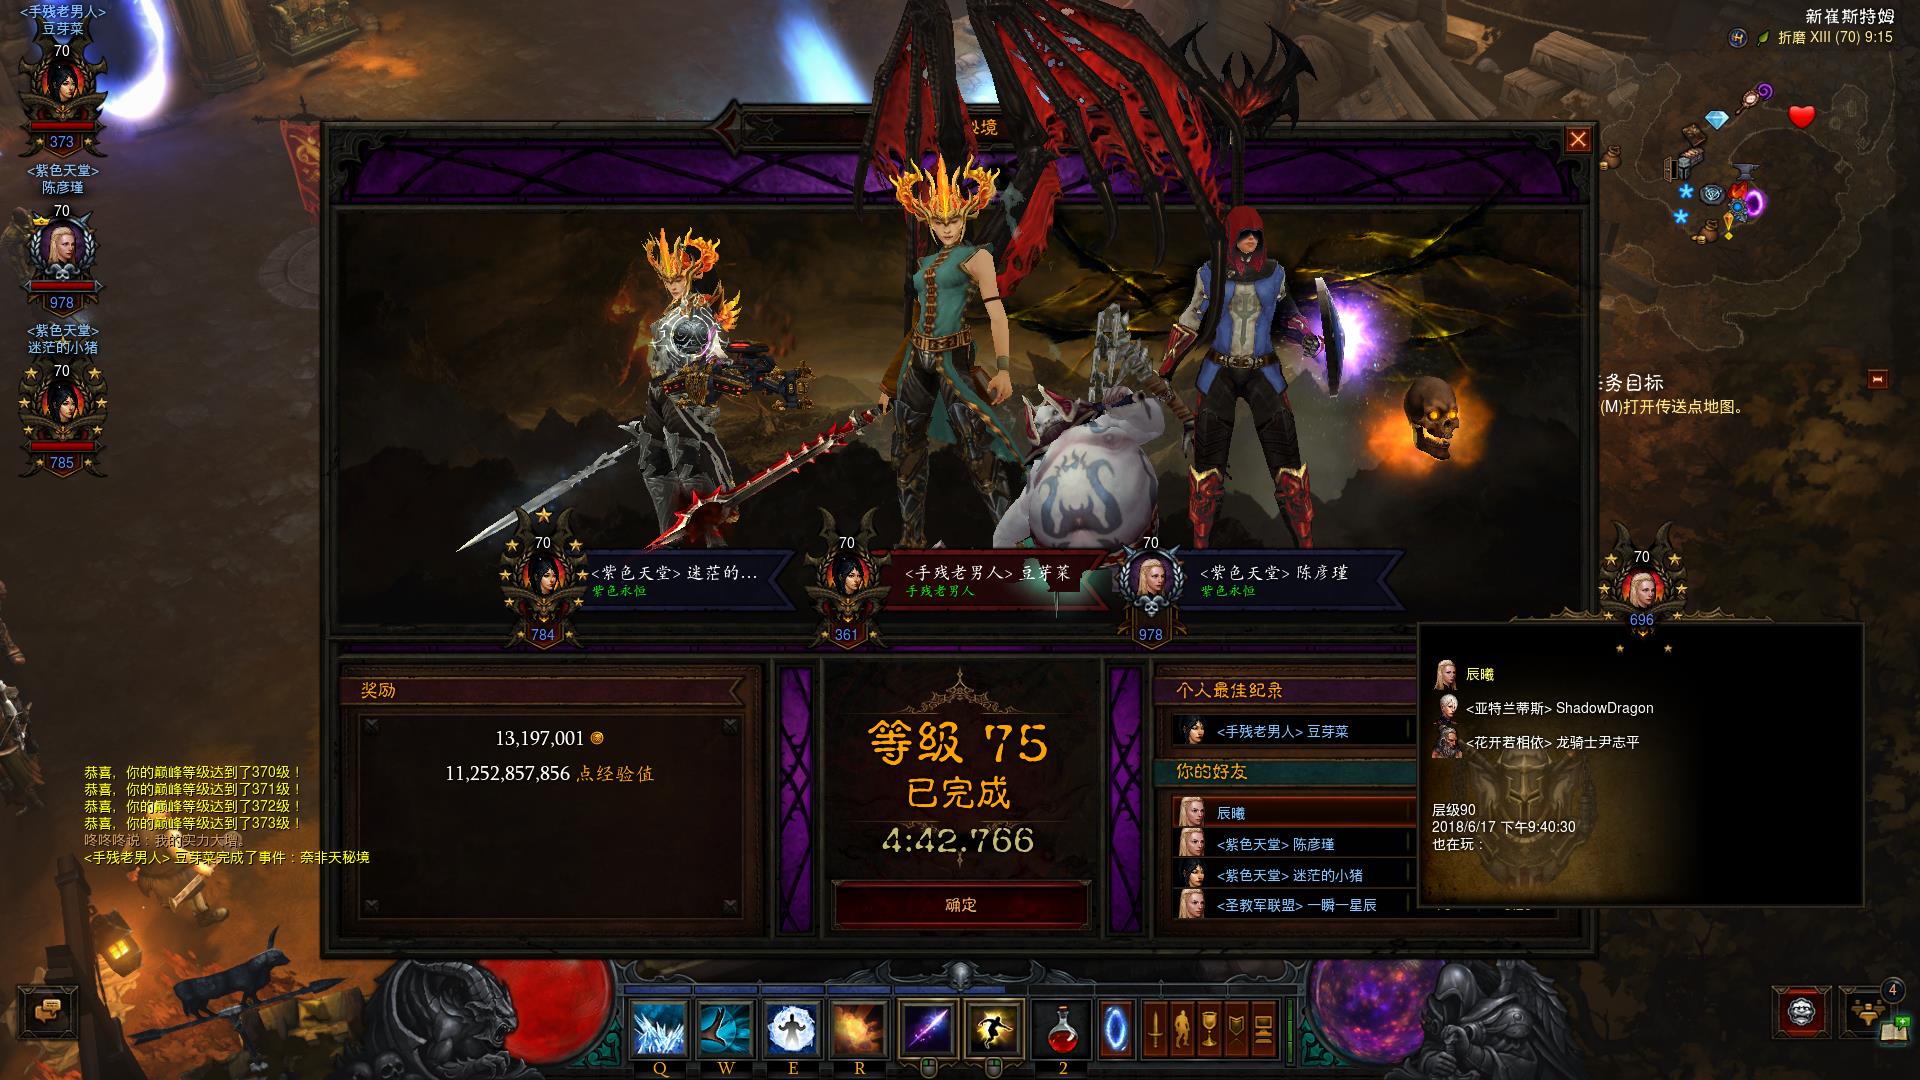 <手残老男人>
豆芽菜
70
373
<紫色天堂>
陈彦瑾
70
978
<紫色天堂>
迷茫的小猪
70
785
新崔斯特姆
折磨 XIII (70) 9:15
秘境
务目标
(M)打开传送点地图。
70
<紫色天堂> 迷茫的...
紫色永恒
784
70
<手残老男人> 豆芽菜
手残老男人
361
70
<紫色天堂> 陈彦瑾
紫色永恒
978
70
696
奖励
13,197,001
11,252,857,856 点经验值
等级 75
已完成
4:42.766
确定
个人最佳纪录
<手残老男人> 豆芽菜
你的好友
辰曦
<紫色天堂> 陈彦瑾
<紫色天堂> 迷茫的小猪
<圣教军联盟> 一瞬一星辰
辰曦
<亚特兰蒂斯> ShadowDragon
<花开若相依> 龙骑士尹志平
层级90
2018/6/17 下午9:40:30
也在玩：
恭喜，你的巅峰等级达到了370级！
恭喜，你的巅峰等级达到了371级！
恭喜，你的巅峰等级达到了372级！
恭喜，你的巅峰等级达到了373级！
咚咚咚说：我的实力大增。
<手残老男人> 豆芽菜完成了事件：奈非天秘境
Q
W
E
R
2
4